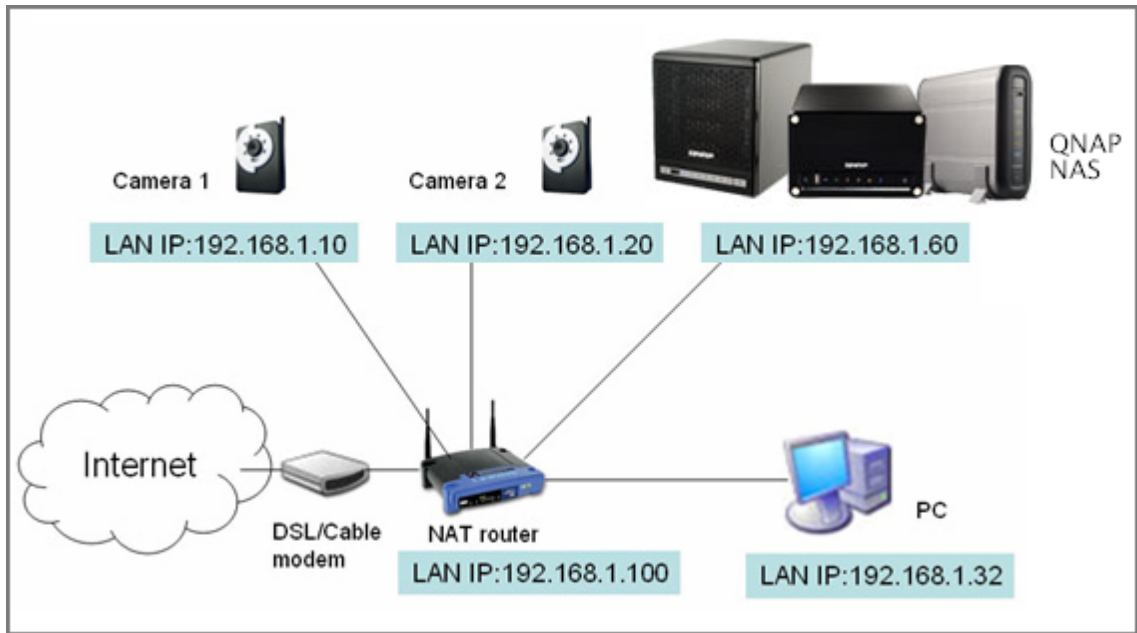 Camera 1
Camera 2
QNAP
NAS
LAN IP:192.168.1.10
LAN IP:192.168.1.20
LAN IP:192.168.1.60
Internet
DSL/Cable
modem
NAT router
PC
LAN IP:192.168.1.100
LAN IP:192.168.1.32